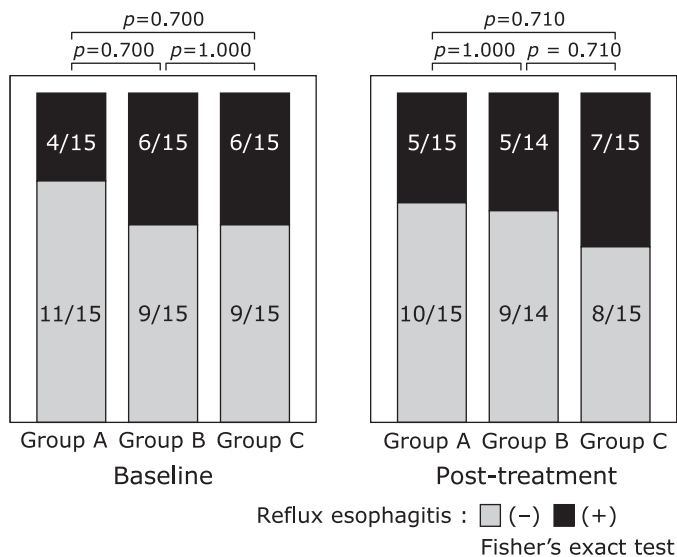 p=0.700
p=0.700 p=1.000
4/15 6/15 6/15
11/15 9/15 9/15
Group A Group B Group C
Baseline
p=0.710
p=1.000 p = 0.710
5/15 5/14 7/15
10/15 9/14 8/15
Group A Group B Group C
Post-treatment
Reflux esophagitis : (−) (+)
Fisher's exact test